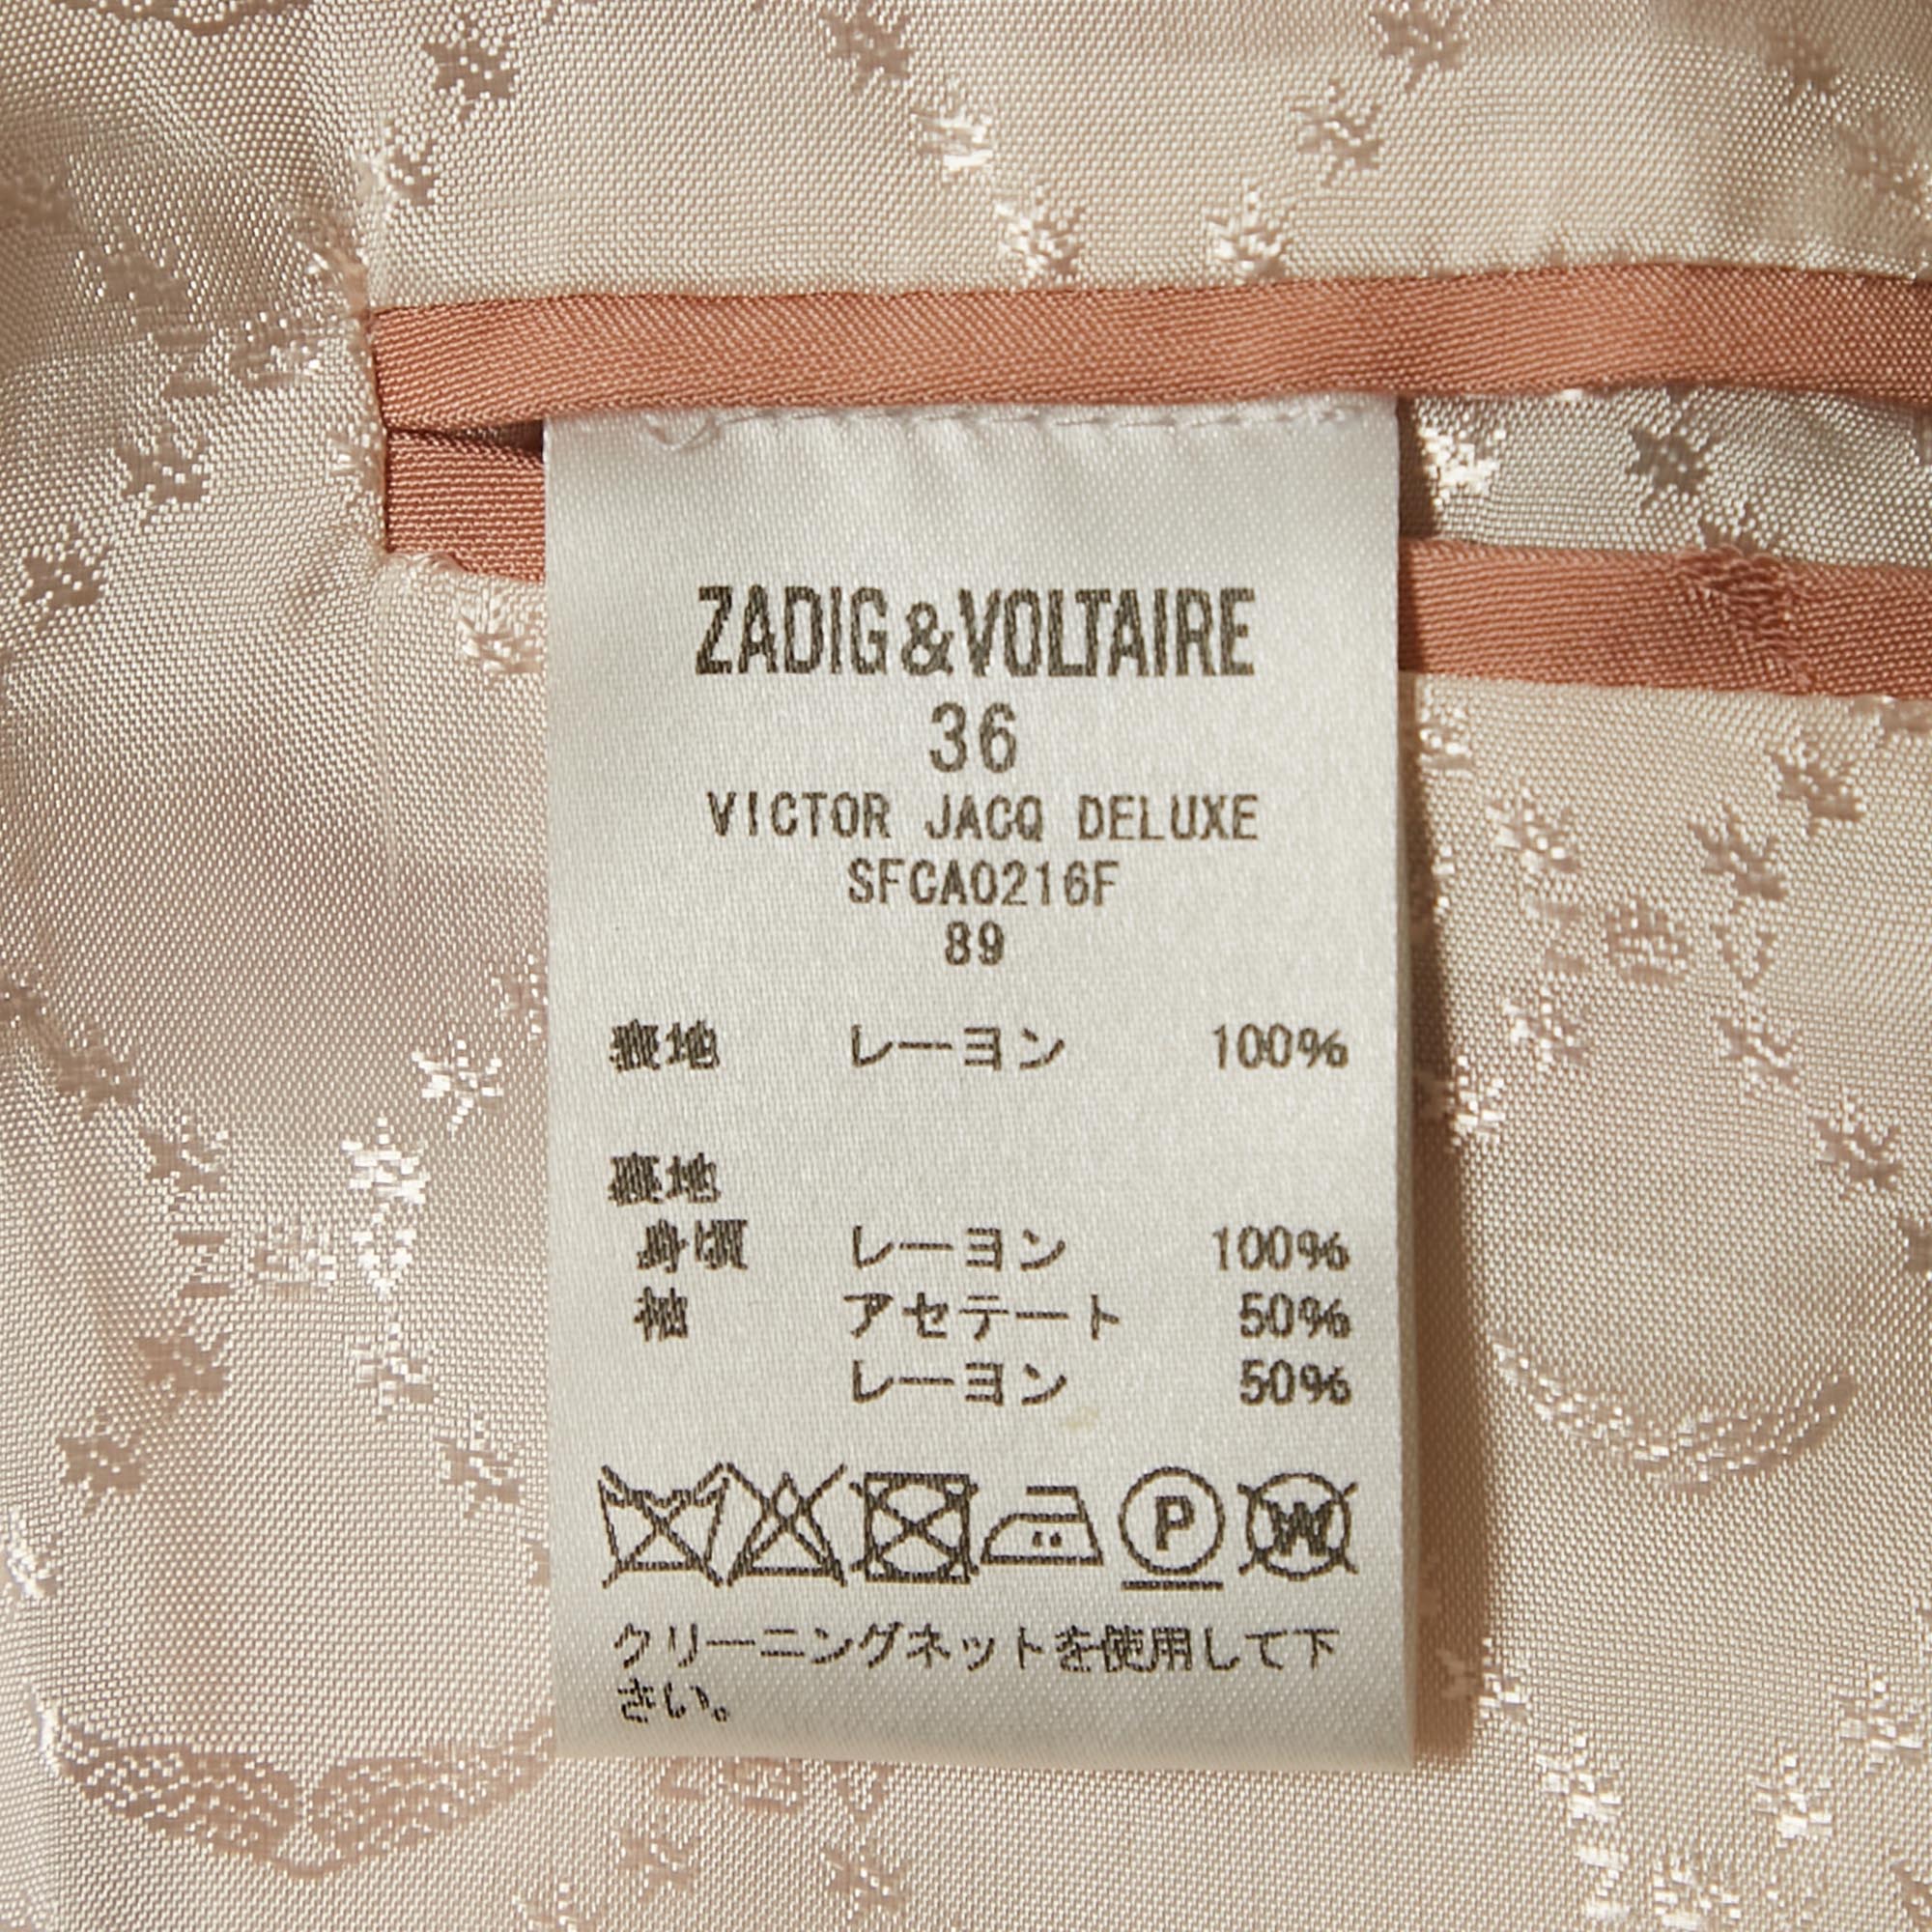 ZADIG&VOLTAIRE
36
VICTOR JACQ DELUXE
SFCA0216F
89
表地 レーヨン 100%
裏地
身頃 レーヨン 100%
袖 アセテート 50%
レーヨン 50%
P W
クリーニングネットを使用して下
さい。